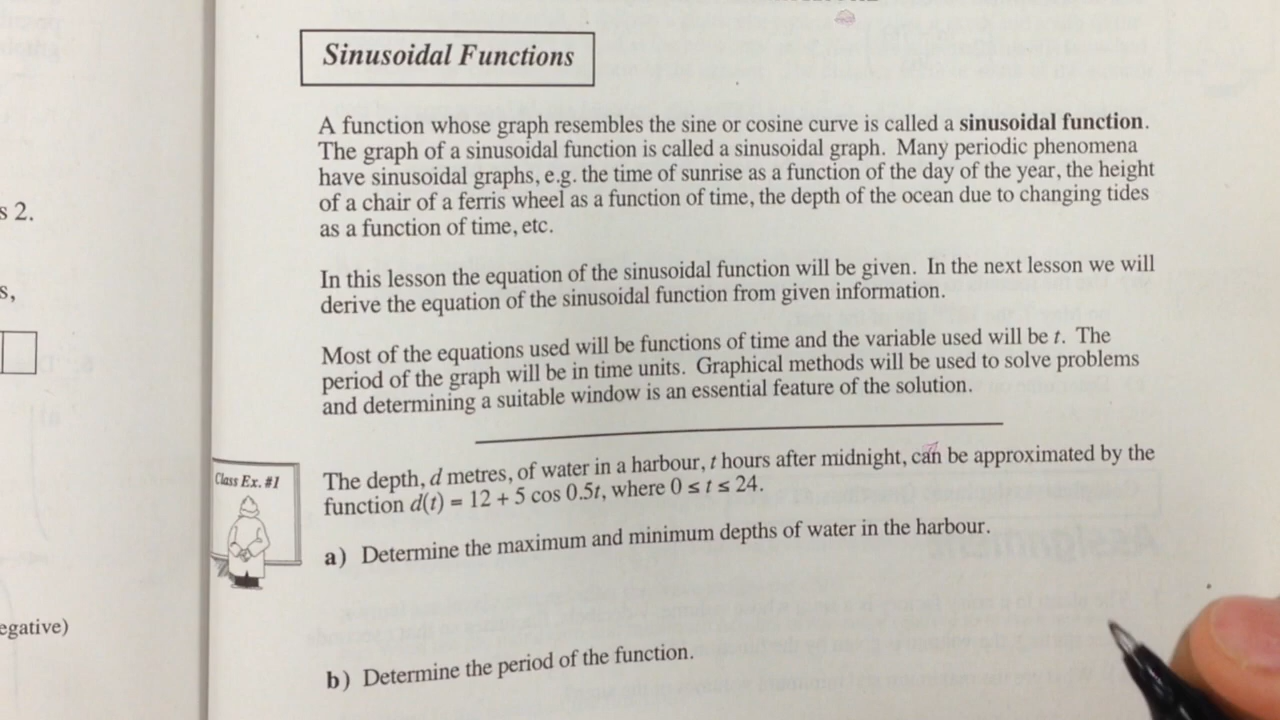 Sinusoidal Functions
A function whose graph resembles the sine or cosine curve is called a sinusoidal function.
The graph of a sinusoidal function is called a sinusoidal graph. Many periodic phenomena
have sinusoidal graphs, e.g. the time of sunrise as a function of the day of the year, the height
of a chair of a ferris wheel as a function of time, the depth of the ocean due to changing tides
as a function of time, etc.
s 2.
s,
In this lesson the equation of the sinusoidal function will be given. In the next lesson we will
derive the equation of the sinusoidal function from given information.
Most of the equations used will be functions of time and the variable used will be t. The
period of the graph will be in time units. Graphical methods will be used to solve problems
and determining a suitable window is an essential feature of the solution.
Class Ex. #1
The depth, d metres, of water in a harbour, t hours after midnight, can be approximated by the
function d(t) = 12 + 5 cos 0.5t, where 0 ≤ t ≤ 24.
a) Determine the maximum and minimum depths of water in the harbour.
egative)
b) Determine the period of the function.